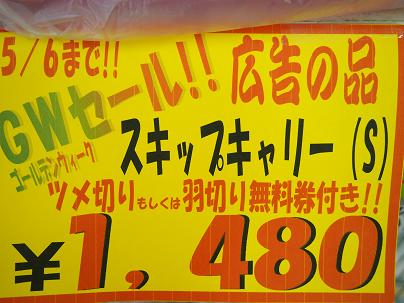 5/6まで!!
GWセール!! 広告の品
ゴールデンウィーク
スキップキャリー(S)
ツメ切りもしくは羽切り無料券付き!!
¥1,480